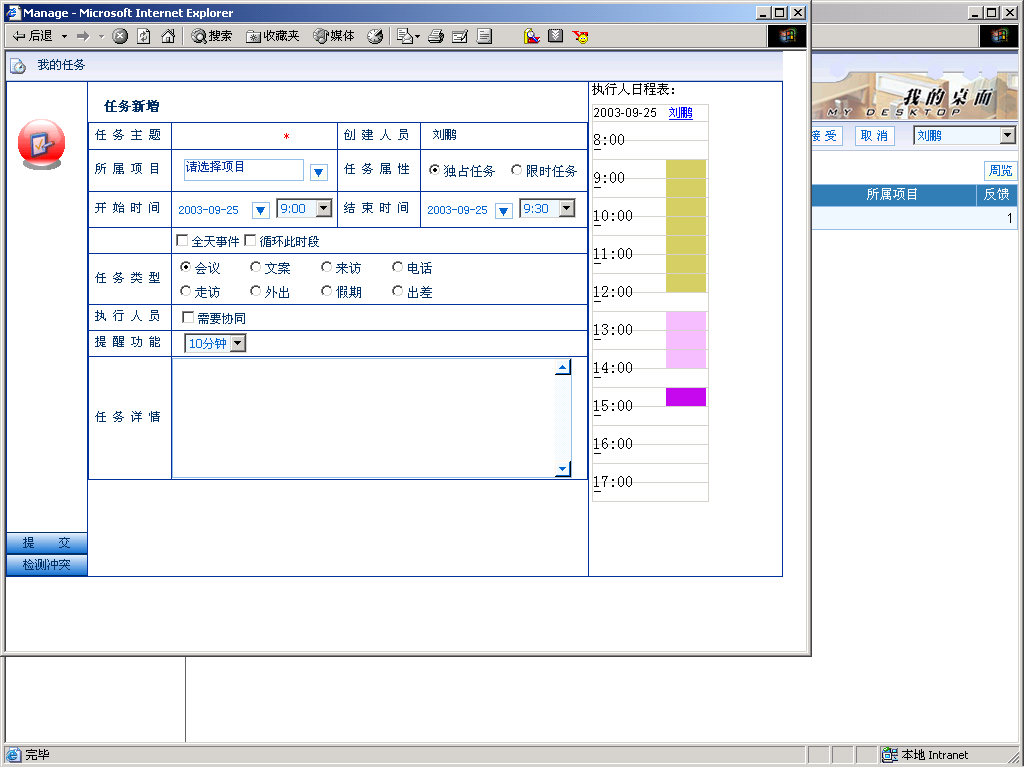 Manage - Microsoft Internet Explorer
后退 搜索 收藏夹 媒体
我的任务
任务新增
任务主题 * 创建人员 刘鹏
所属项目 请选择项目 任务属性 独占任务 限时任务
开始时间 2003-09-25 9:00 结束时间 2003-09-25 9:30
全天事件 循环此时段
任务类型 会议 文案 来访 电话
走访 外出 假期 出差
执行人员 需要协同
提醒功能 10分钟
任务详情
提 交
检测冲突
执行人日程表:
2003-09-25 刘鹏
8:00
9:00
10:00
11:00
12:00
13:00
14:00
15:00
16:00
17:00
我的桌面
MY DESKTOP
接受 取消 刘鹏
周览
所属项目 反馈
1
完毕 本地 Intranet